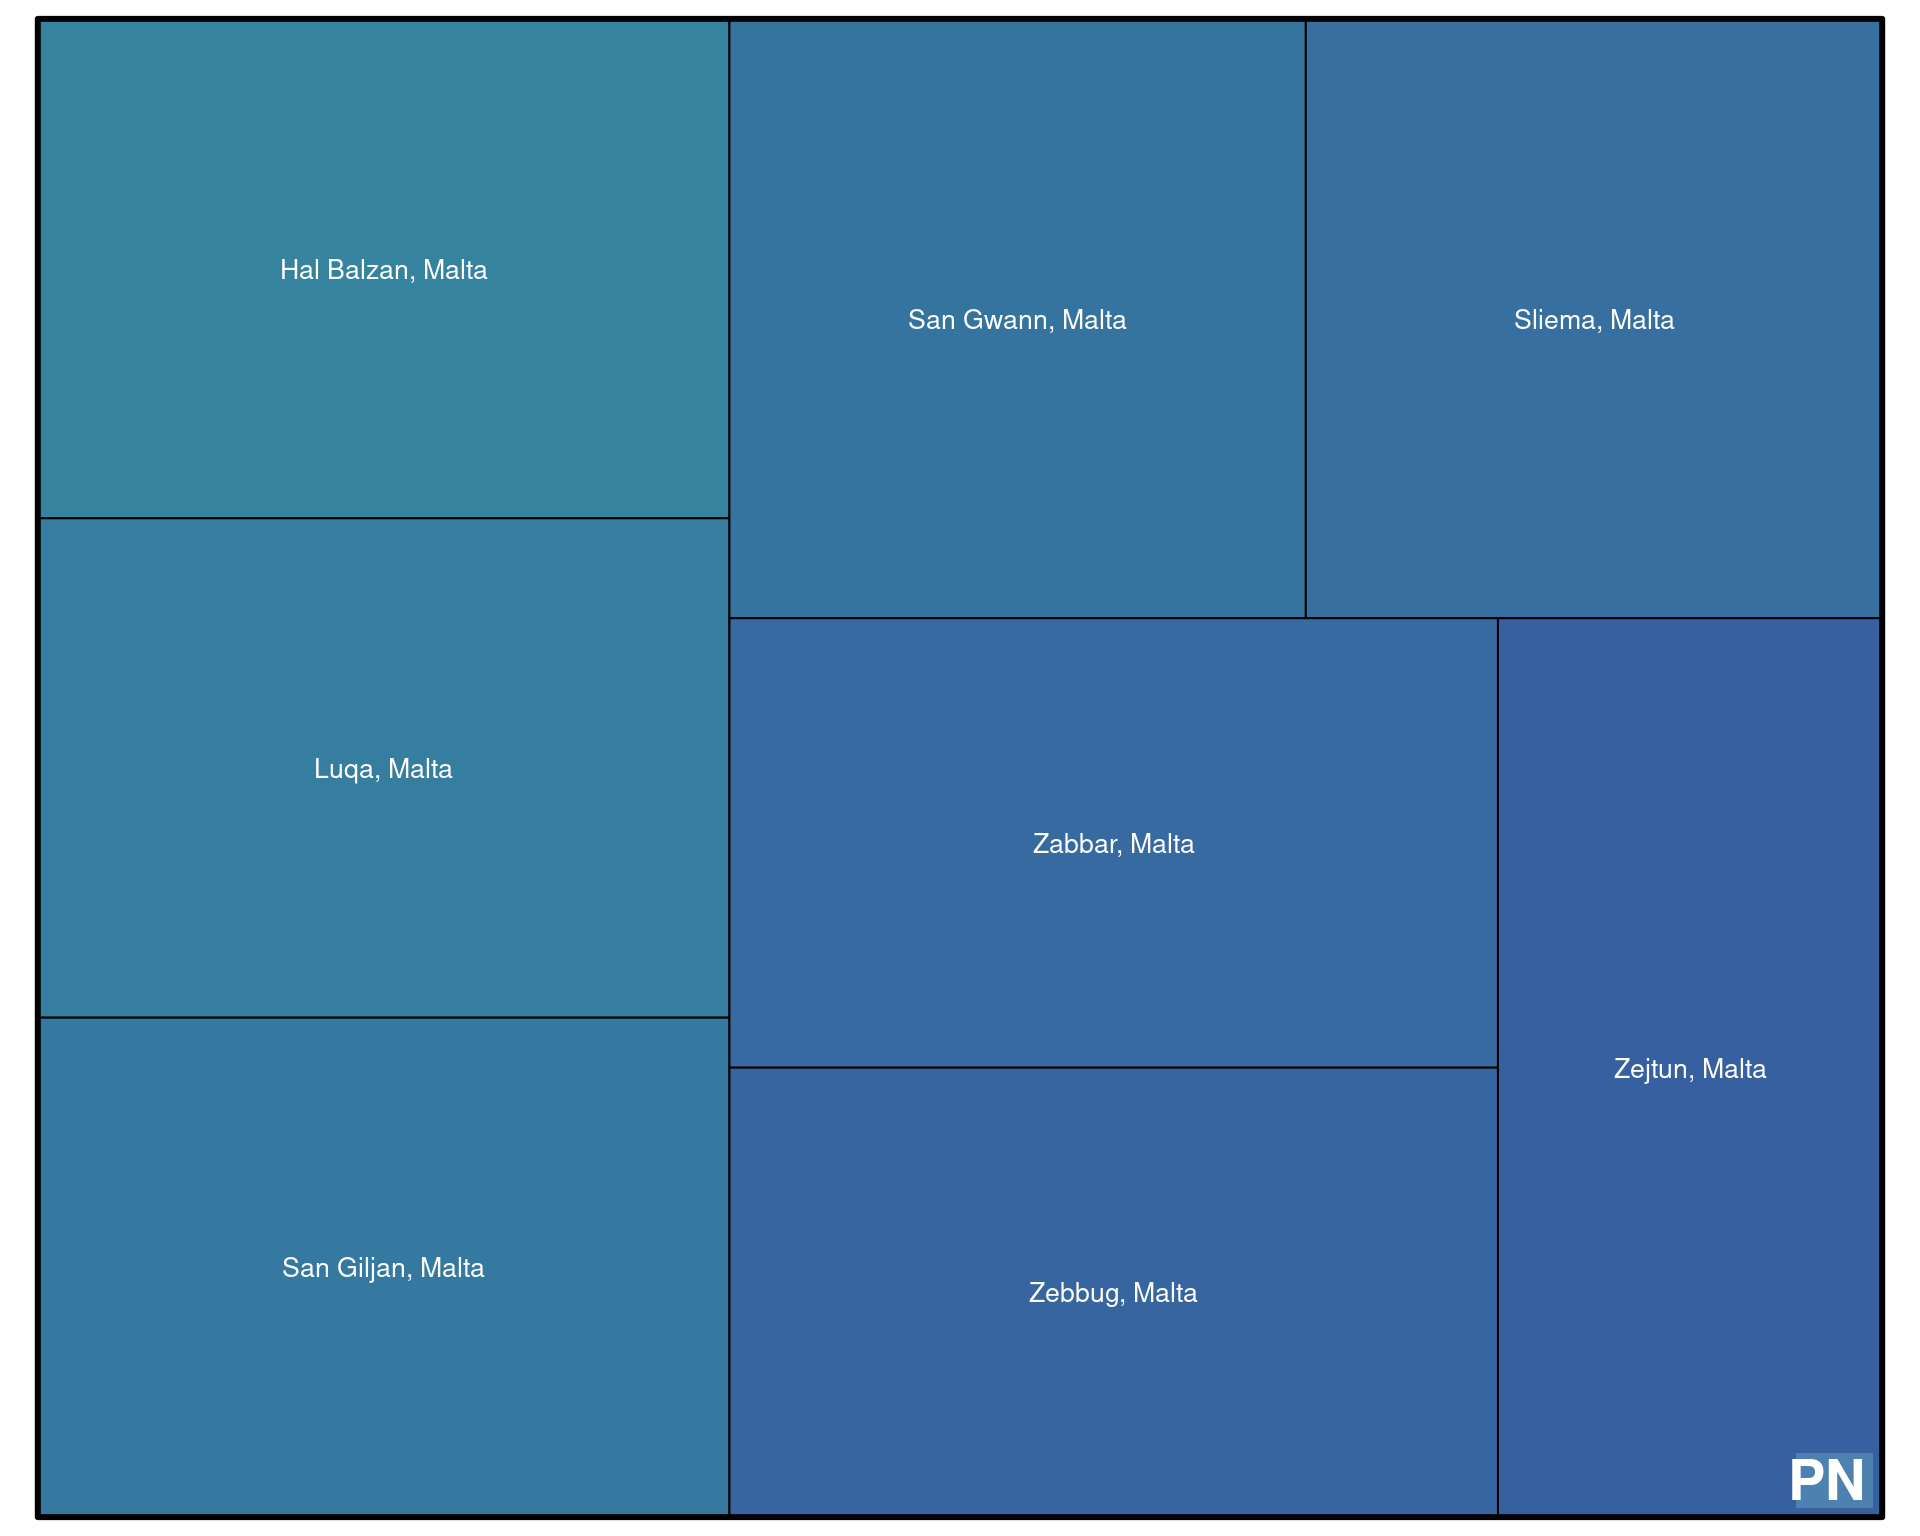 Hal Balzan, Malta
San Gwann, Malta
Sliema, Malta
Luqa, Malta
Zabbar, Malta
Zejtun, Malta
San Giljan, Malta
Zebbug, Malta
PN